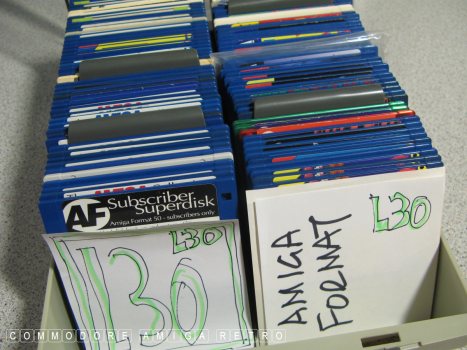 AF Subscriber
Superdisk
Amiga Format 50 - subscribers only
L30
130
L30
AMIGA
FORMAT
COMMODORE AMIGA RETRO